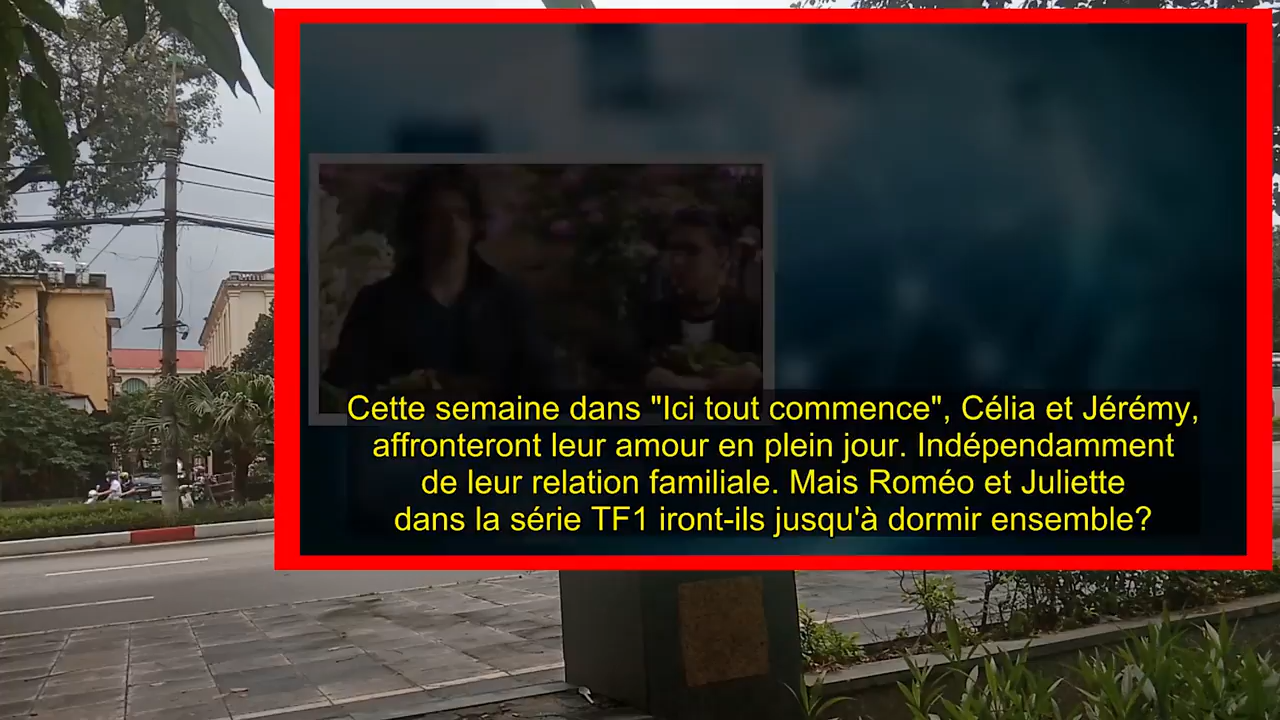 Cette semaine dans "Ici tout commence", Célia et Jérémy,
affronteront leur amour en plein jour. Indépendamment
de leur relation familiale. Mais Roméo et Juliette
dans la série TF1 iront-ils jusqu'à dormir ensemble?